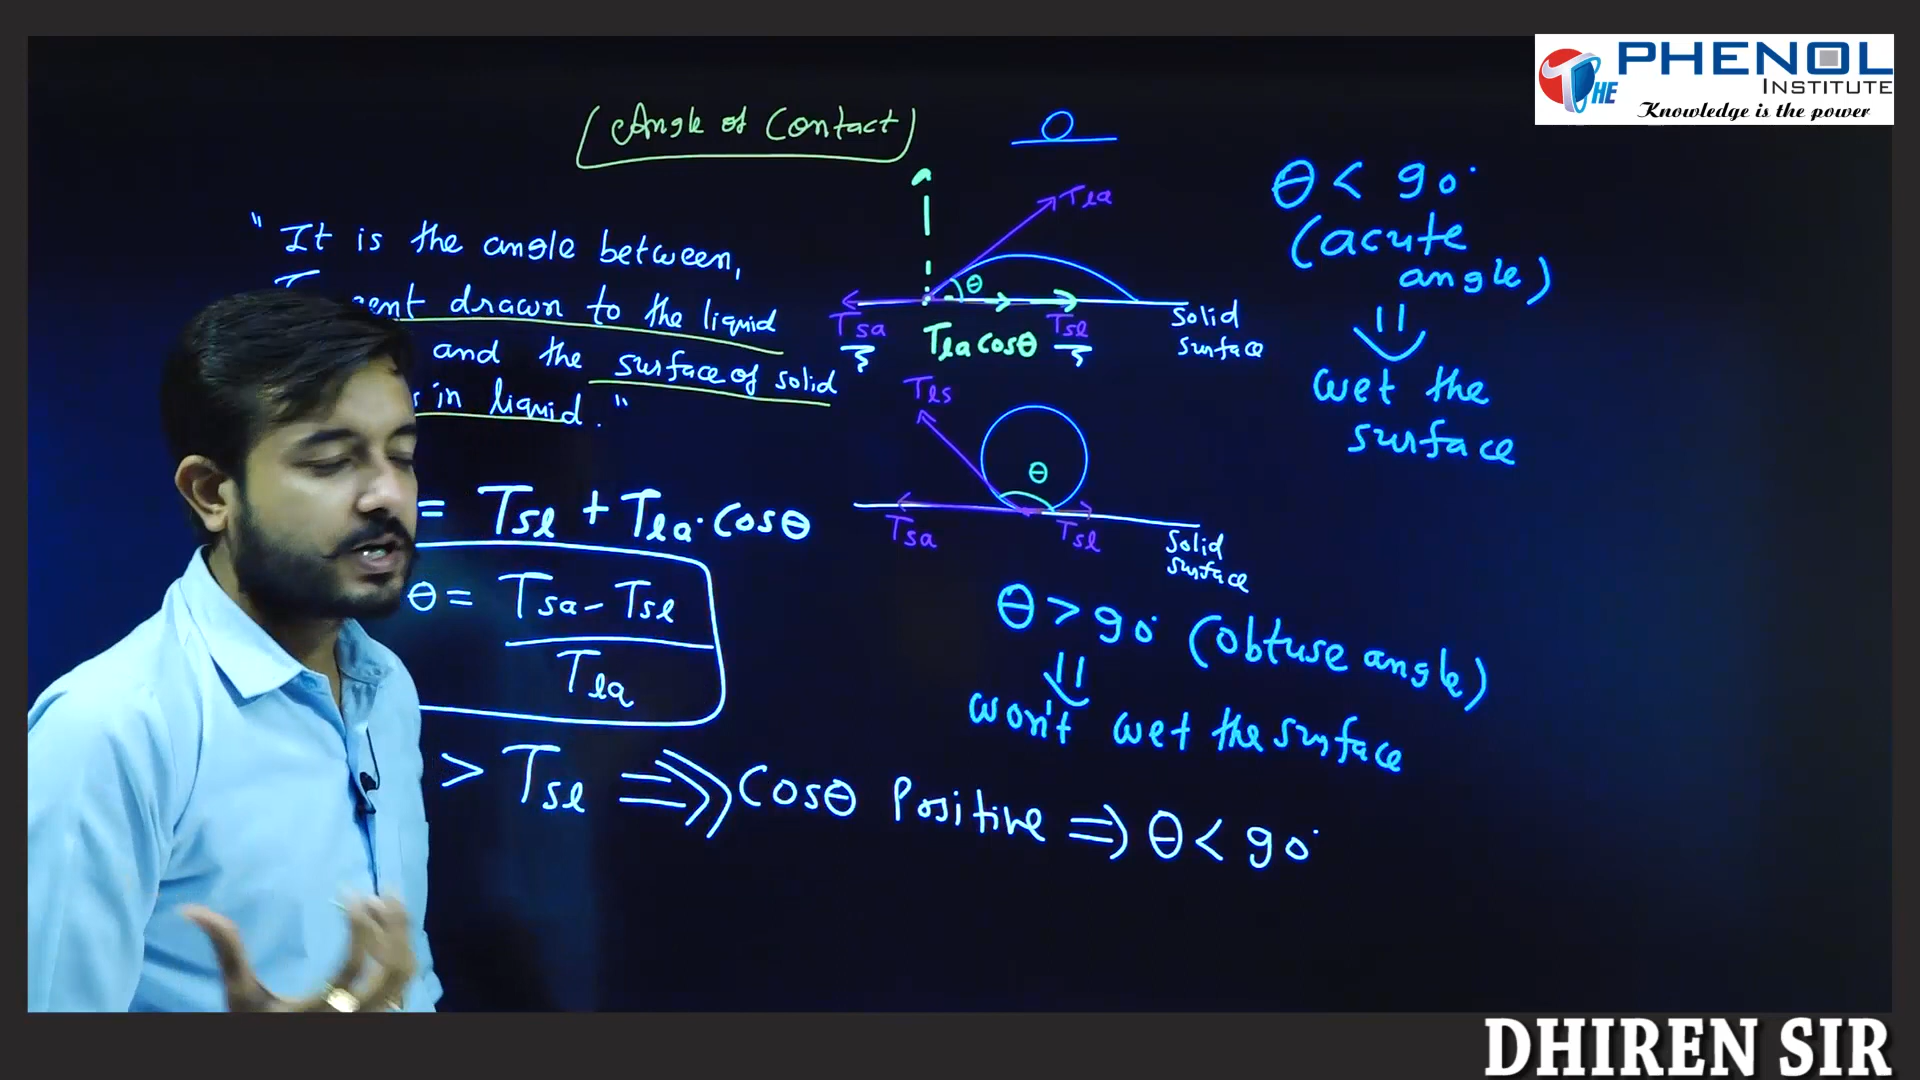 THE PHENOL
INSTITUTE
Knowledge is the power
(Angle of Contact)
" It is the angle between,
gent drawn to the liquid
and the surface of solid
in liquid. "
= Tsl + Tla · cosθ
θ = Tsa - Tsl
Tla
> Tsl ⇒ Cosθ Positive ⇒ θ < 90°
Tla
θ
Tsa
Tla cosθ
Tsl
Solid
surface
θ < 90°
(acute
angle)
⇓
wet the
surface
Tls
θ
Tsa
Tsl
Solid
surface
θ > 90° (obtuse angle)
⇓
won't wet the surface
DHIREN SIR